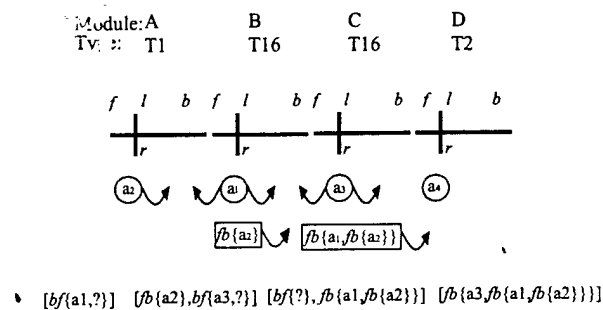 Module: A B C D
T1 T16 T16 T2
f l b f l b f l b f l b
r r r r
a2 a1 a3 a4
fb{a2} fb{a1,fb{a2}}
[bf{a1,?}] [fb{a2},bf{a3,?}] [bf{?},fb{a1,fb{a2}}] [fb{a3,fb{a1,fb{a2}}}]